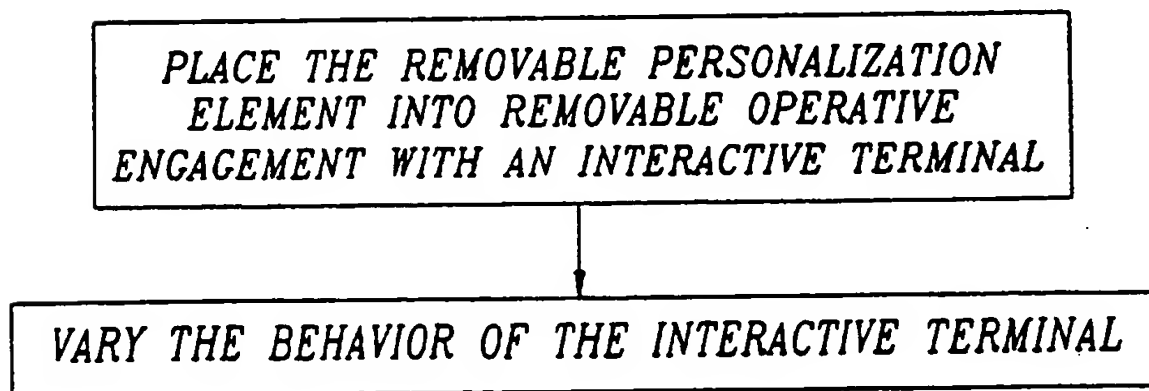 PLACE THE REMOVABLE PERSONALIZATION
ELEMENT INTO REMOVABLE OPERATIVE
ENGAGEMENT WITH AN INTERACTIVE TERMINAL
VARY THE BEHAVIOR OF THE INTERACTIVE TERMINAL